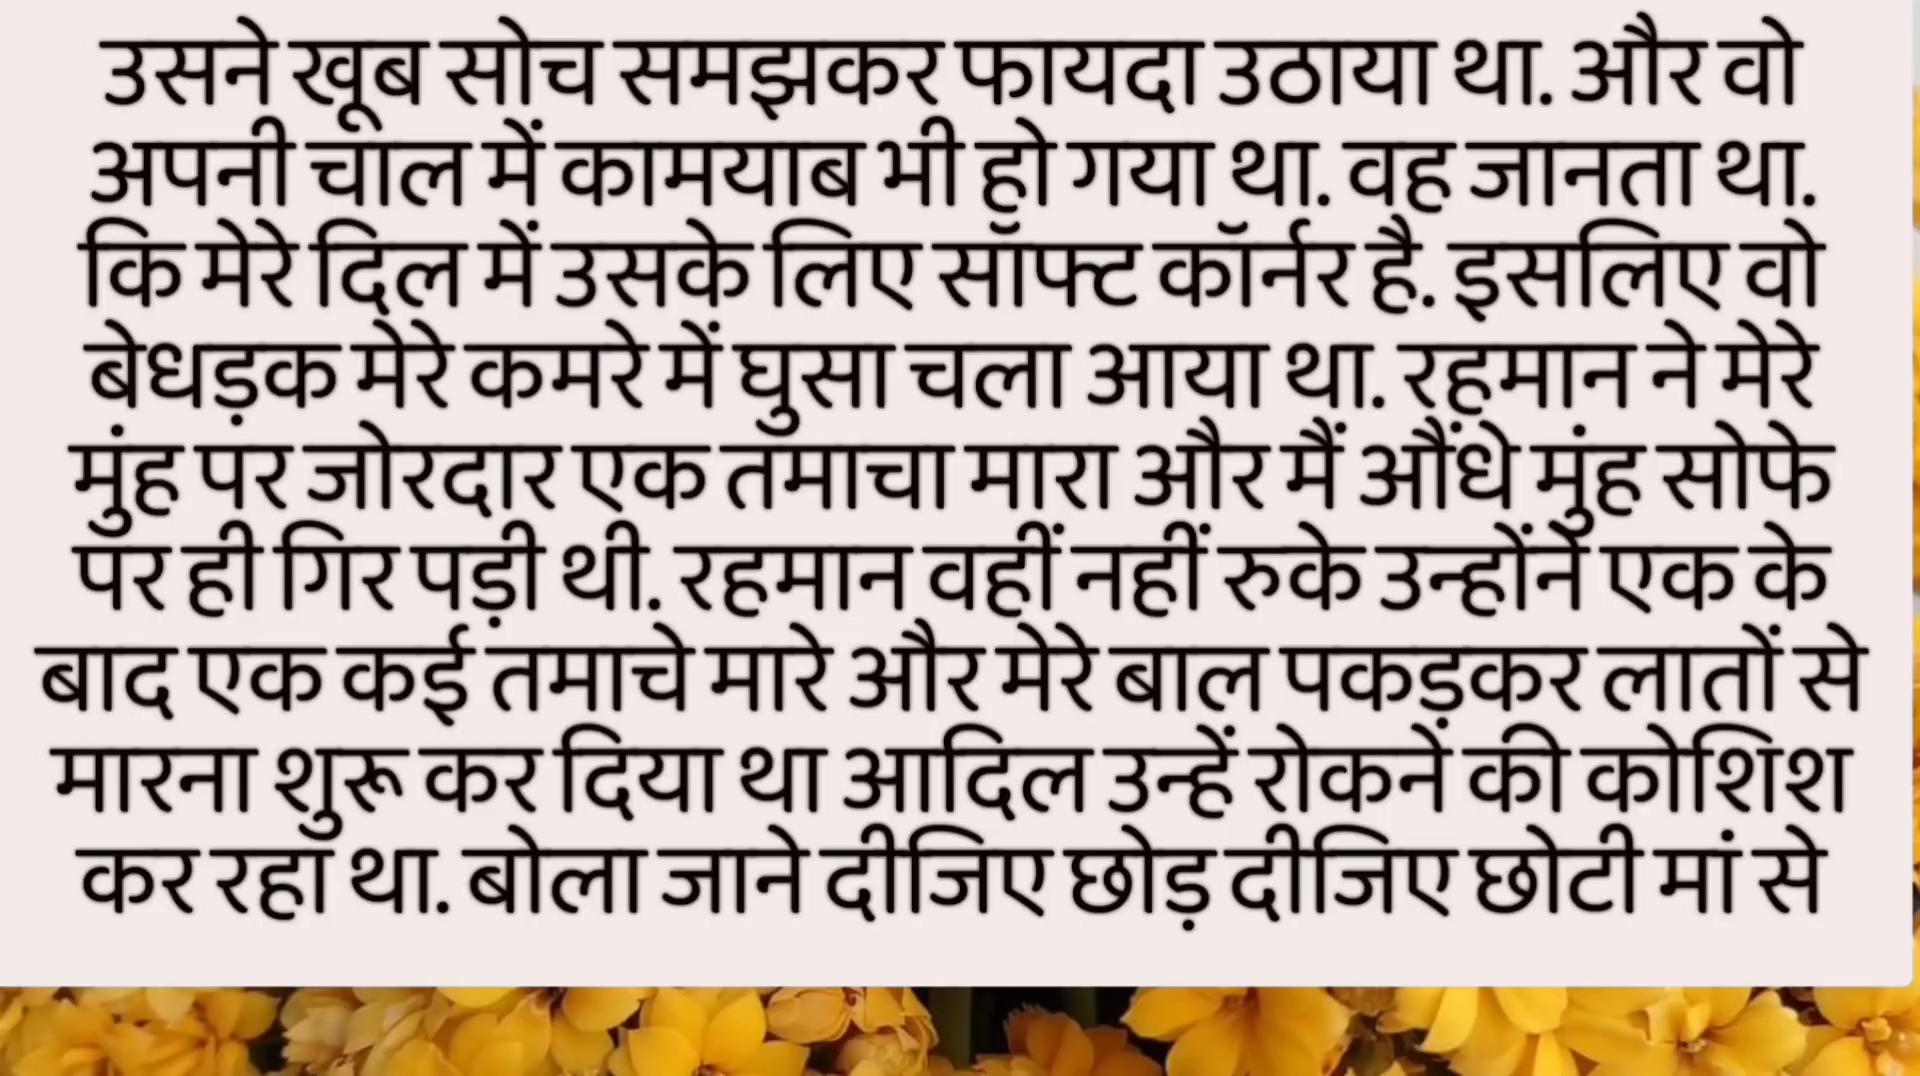 उसने खूब सोच समझकर फायदा उठाया था. और वो
अपनी चाल में कामयाब भी हो गया था. वह जानता था.
कि मेरे दिल में उसके लिए सॉफ्ट कॉर्नर है. इसलिए वो
बेधड़क मेरे कमरे में घुसा चला आया था. रहमान ने मेरे
मुंह पर जोरदार एक तमाचा मारा और मैं औंधे मुंह सोफे
पर ही गिर पड़ी थी. रहमान वहीं नहीं रुके उन्होंने एक के
बाद एक कई तमाचे मारे और मेरे बाल पकड़कर लातों से
मारना शुरू कर दिया था आदिल उन्हें रोकने की कोशिश
कर रहा था. बोला जाने दीजिए छोड़ दीजिए छोटी मां से